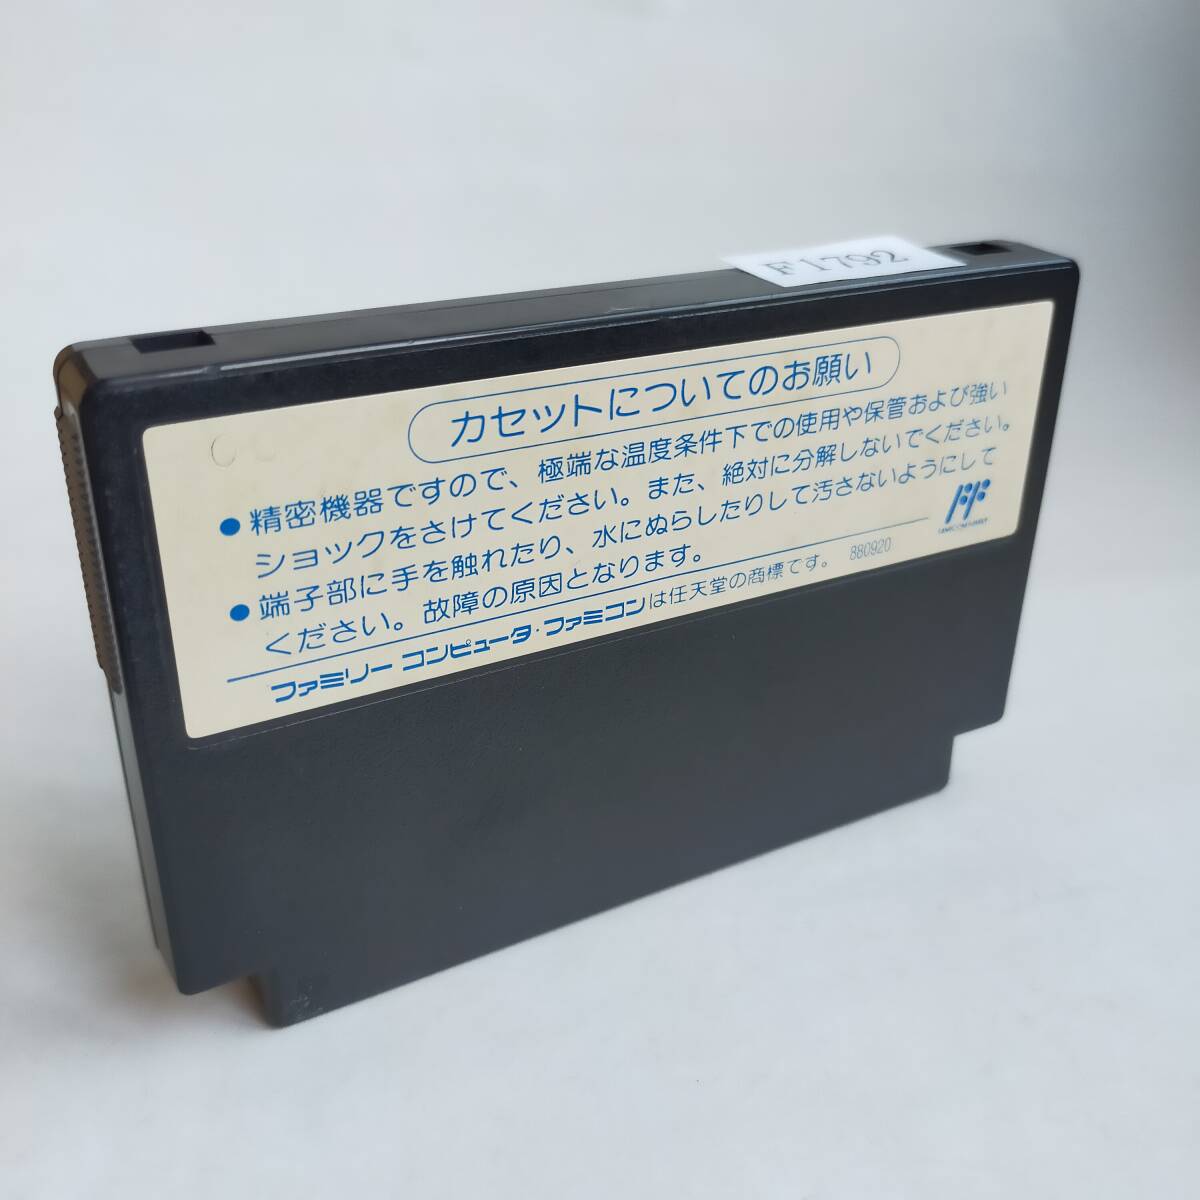 F1792
カセットについてのお願い
●精密機器ですので、極端な温度条件下での使用や保管および強い
ショックをさけてください。また、絶対に分解しないでください。
●端子部に手を触れたり、水にぬらしたりして汚さないようにして
ください。故障の原因となります。
FAMICOM FAMILY
ファミリー コンピュータ・ファミコンは任天堂の商標です。 880920